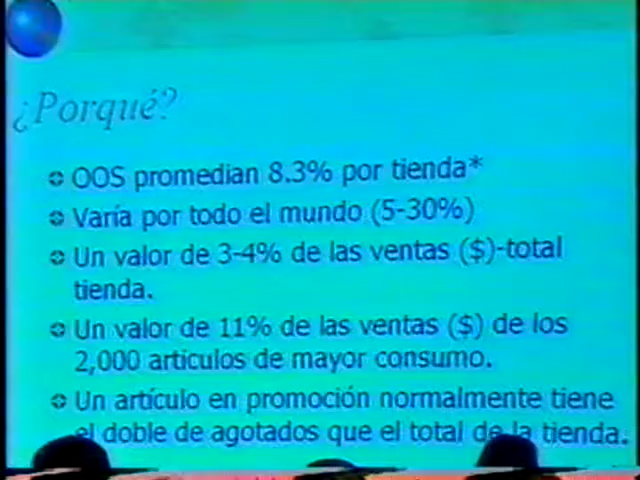 ¿Porqué?
OOS promedian 8.3% por tienda*
Varía por todo el mundo (5-30%)
Un valor de 3-4% de las ventas ($)-total
tienda.
Un valor de 11% de las ventas ($) de los
2,000 articulos de mayor consumo.
Un artículo en promoción normalmente tiene
el doble de agotados que el total de la tienda.